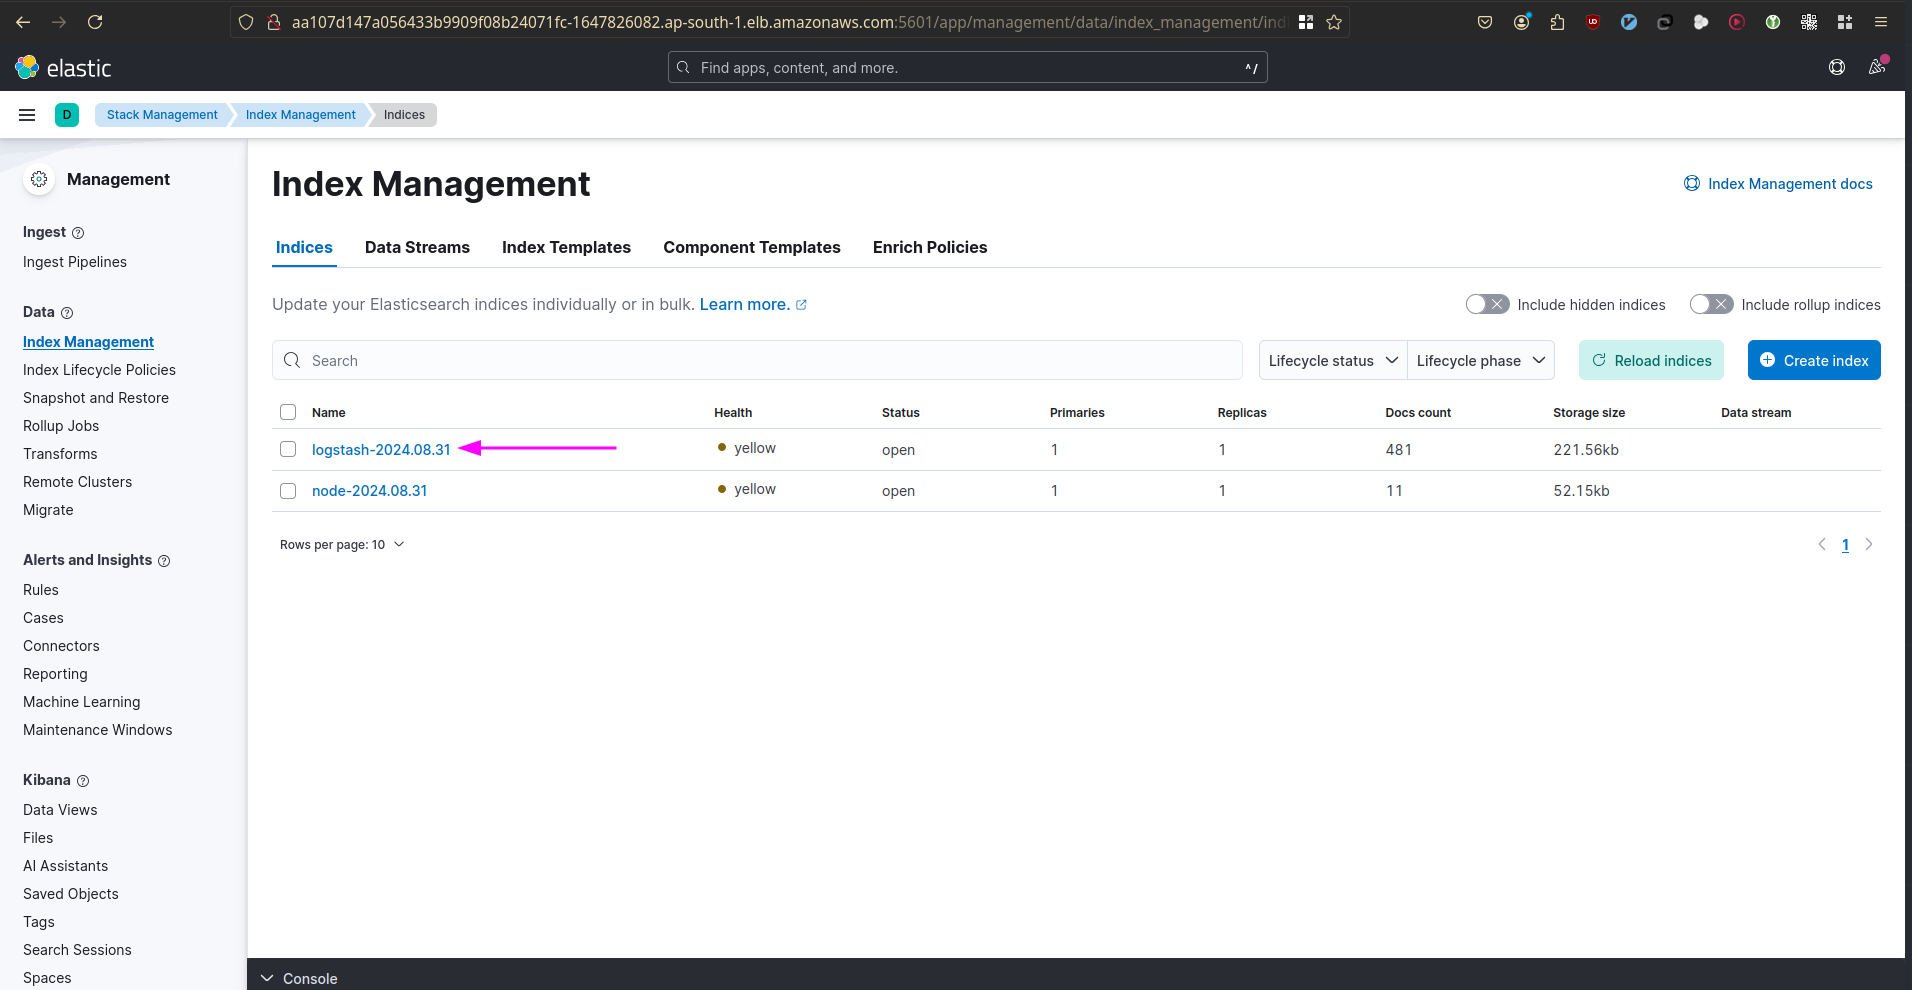 aa107d147a056433b9909f08b24071fc-1647826082.ap-south-1.elb.amazonaws.com:5601/app/management/data/index_management/ind
elastic
Find apps, content, and more.
^/
D
Stack Management
Index Management
Indices
Management
Ingest
Ingest Pipelines
Data
Index Management
Index Lifecycle Policies
Snapshot and Restore
Rollup Jobs
Transforms
Remote Clusters
Migrate
Alerts and Insights
Rules
Cases
Connectors
Reporting
Machine Learning
Maintenance Windows
Kibana
Data Views
Files
AI Assistants
Saved Objects
Tags
Search Sessions
Spaces
Index Management
Index Management docs
Indices Data Streams Index Templates Component Templates Enrich Policies
Update your Elasticsearch indices individually or in bulk. Learn more.
Include hidden indices
Include rollup indices
Search
Lifecycle status
Lifecycle phase
Reload indices
Create index
Name Health Status Primaries Replicas Docs count Storage size Data stream
logstash-2024.08.31 yellow open 1 1 481 221.56kb
node-2024.08.31 yellow open 1 1 11 52.15kb
Rows per page: 10
1
Console